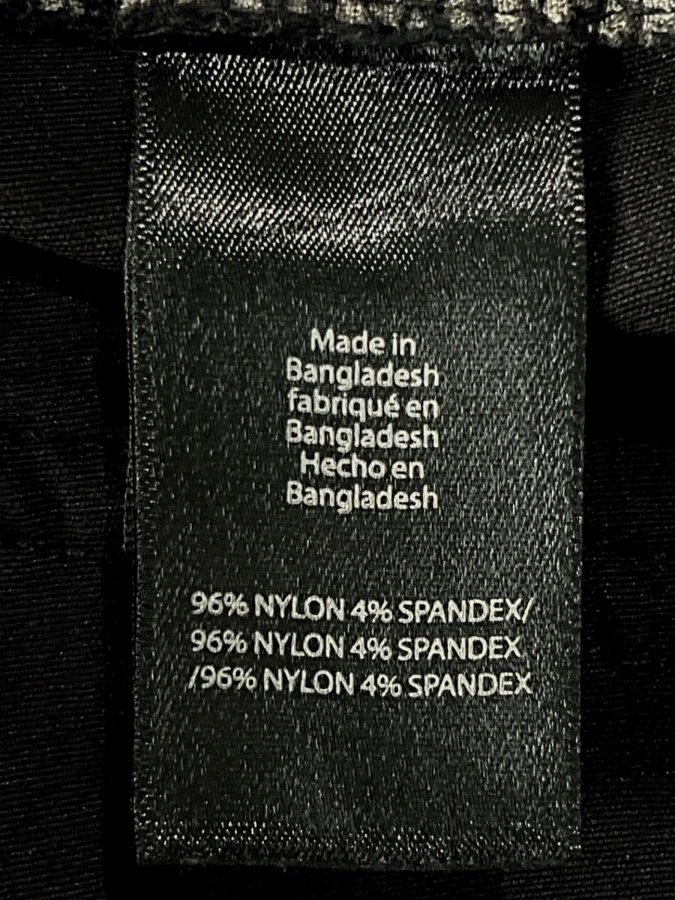 Made in
Bangladesh
fabriqué en
Bangladesh
Hecho en
Bangladesh
96% NYLON 4% SPANDEX/
96% NYLON 4% SPANDEX
/96% NYLON 4% SPANDEX